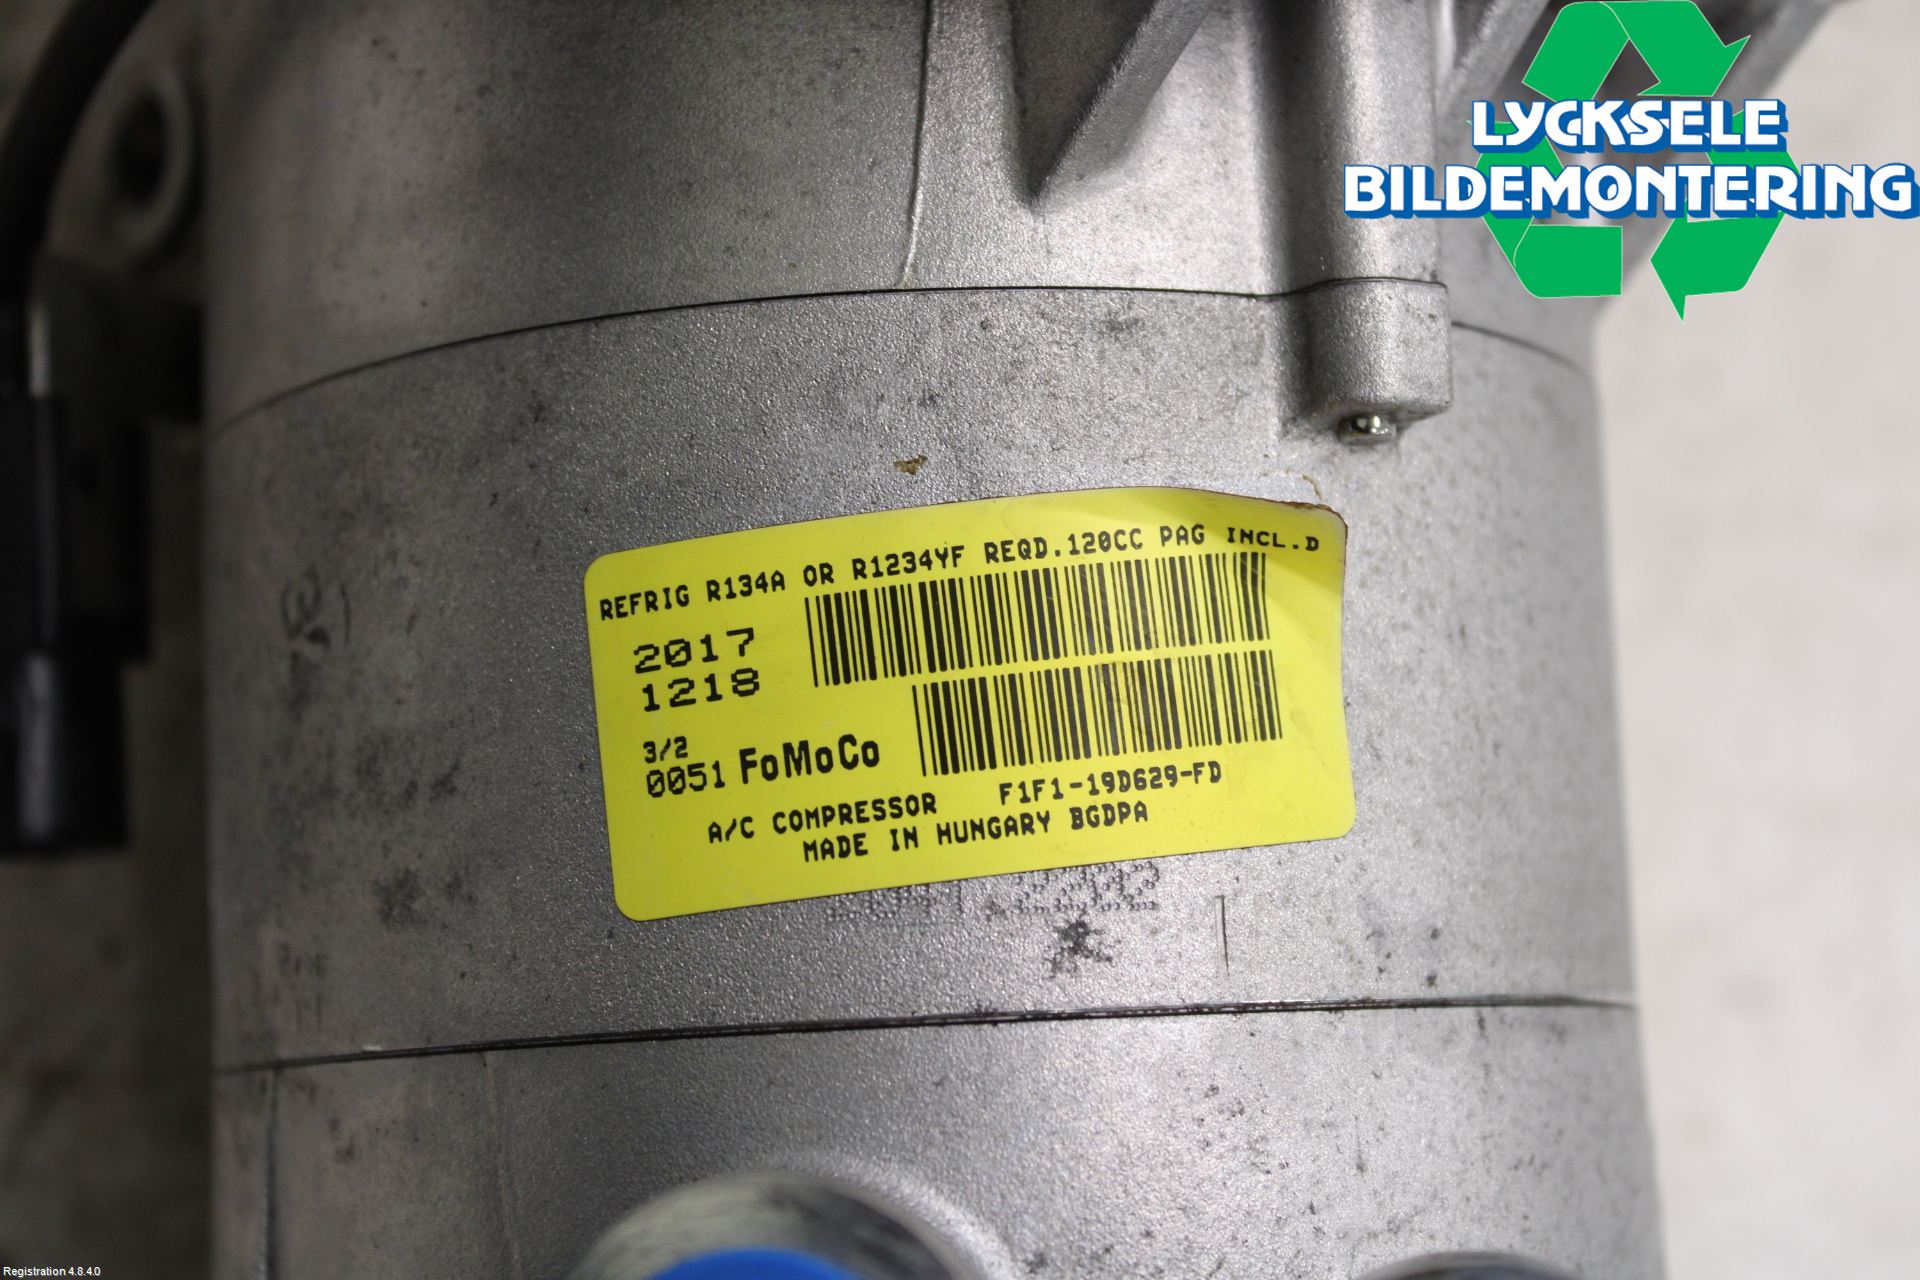 LYCKSELE
BILDEMONTERING
REFRIG R134A OR R1234YF REQD.120CC PAG INCL.D
2017
1218
3/2
0051 FoMoCo
F1F1-19D629-FD
A/C COMPRESSOR
MADE IN HUNGARY BGDPA
Registration 4.8.4.0